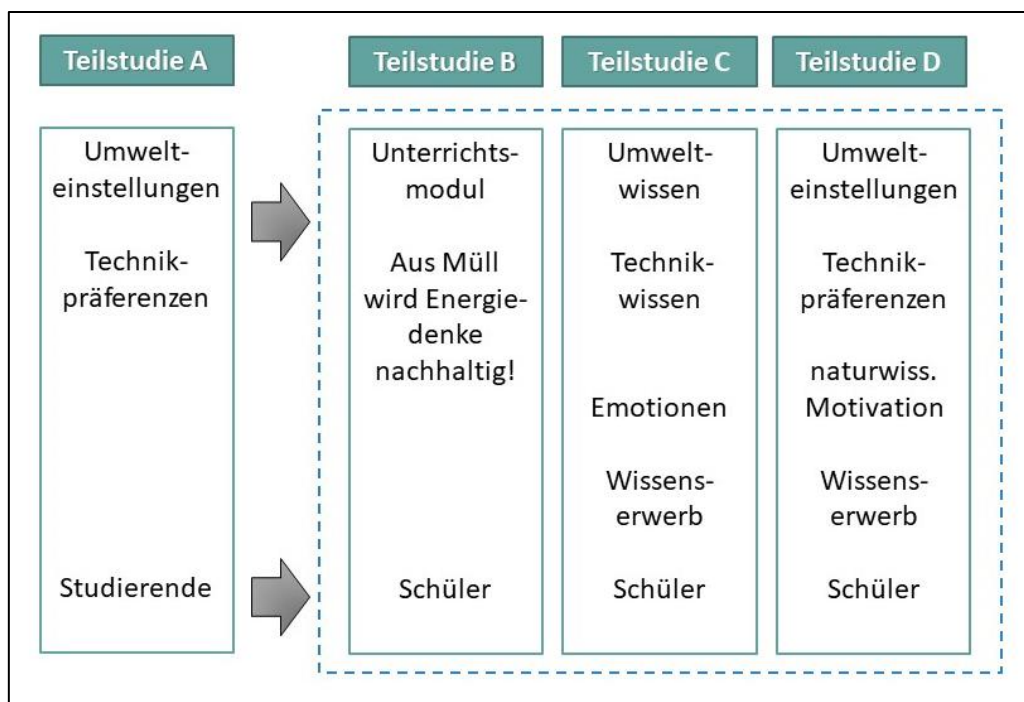 Teilstudie A
Umwelt-
einstellungen
Technik-
präferenzen
Studierende
Teilstudie B
Unterrichts-
modul
Aus Müll
wird Energie-
denke
nachhaltig!
Schüler
Teilstudie C
Umwelt-
wissen
Technik-
wissen
Emotionen
Wissens-
erwerb
Schüler
Teilstudie D
Umwelt-
einstellungen
Technik-
präferenzen
naturwiss.
Motivation
Wissens-
erwerb
Schüler